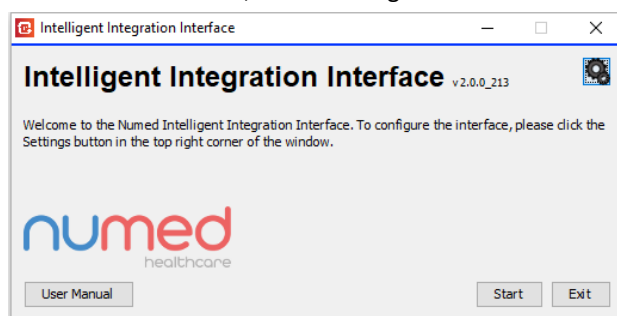 Intelligent Integration Interface
Intelligent Integration Interface v2.0.0_213
Welcome to the Numed Intelligent Integration Interface. To configure the interface, please click the
Settings button in the top right corner of the window.
numed
healthcare
User Manual Start Exit